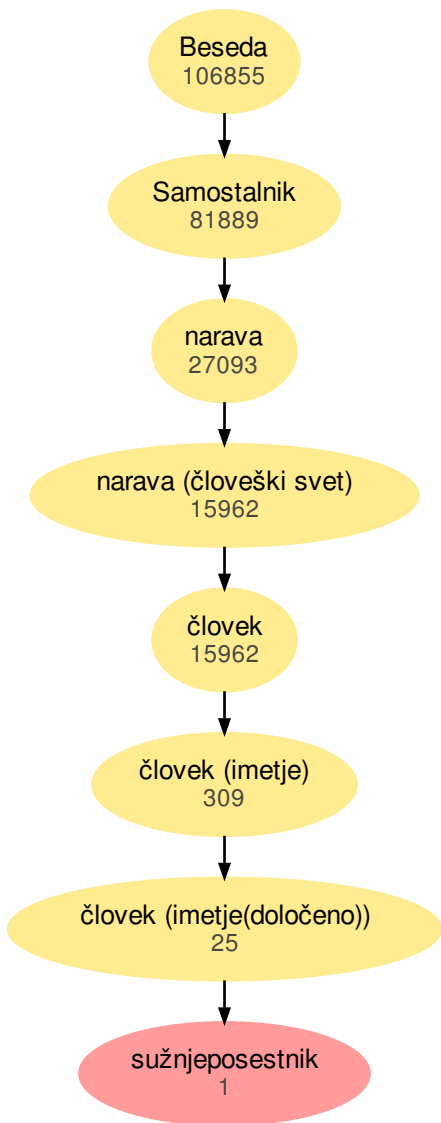 Beseda
106855
Samostalnik
81889
narava
27093
narava (človeški svet)
15962
človek
15962
človek (imetje)
309
človek (imetje(določeno))
25
sužnjeposestnik
1